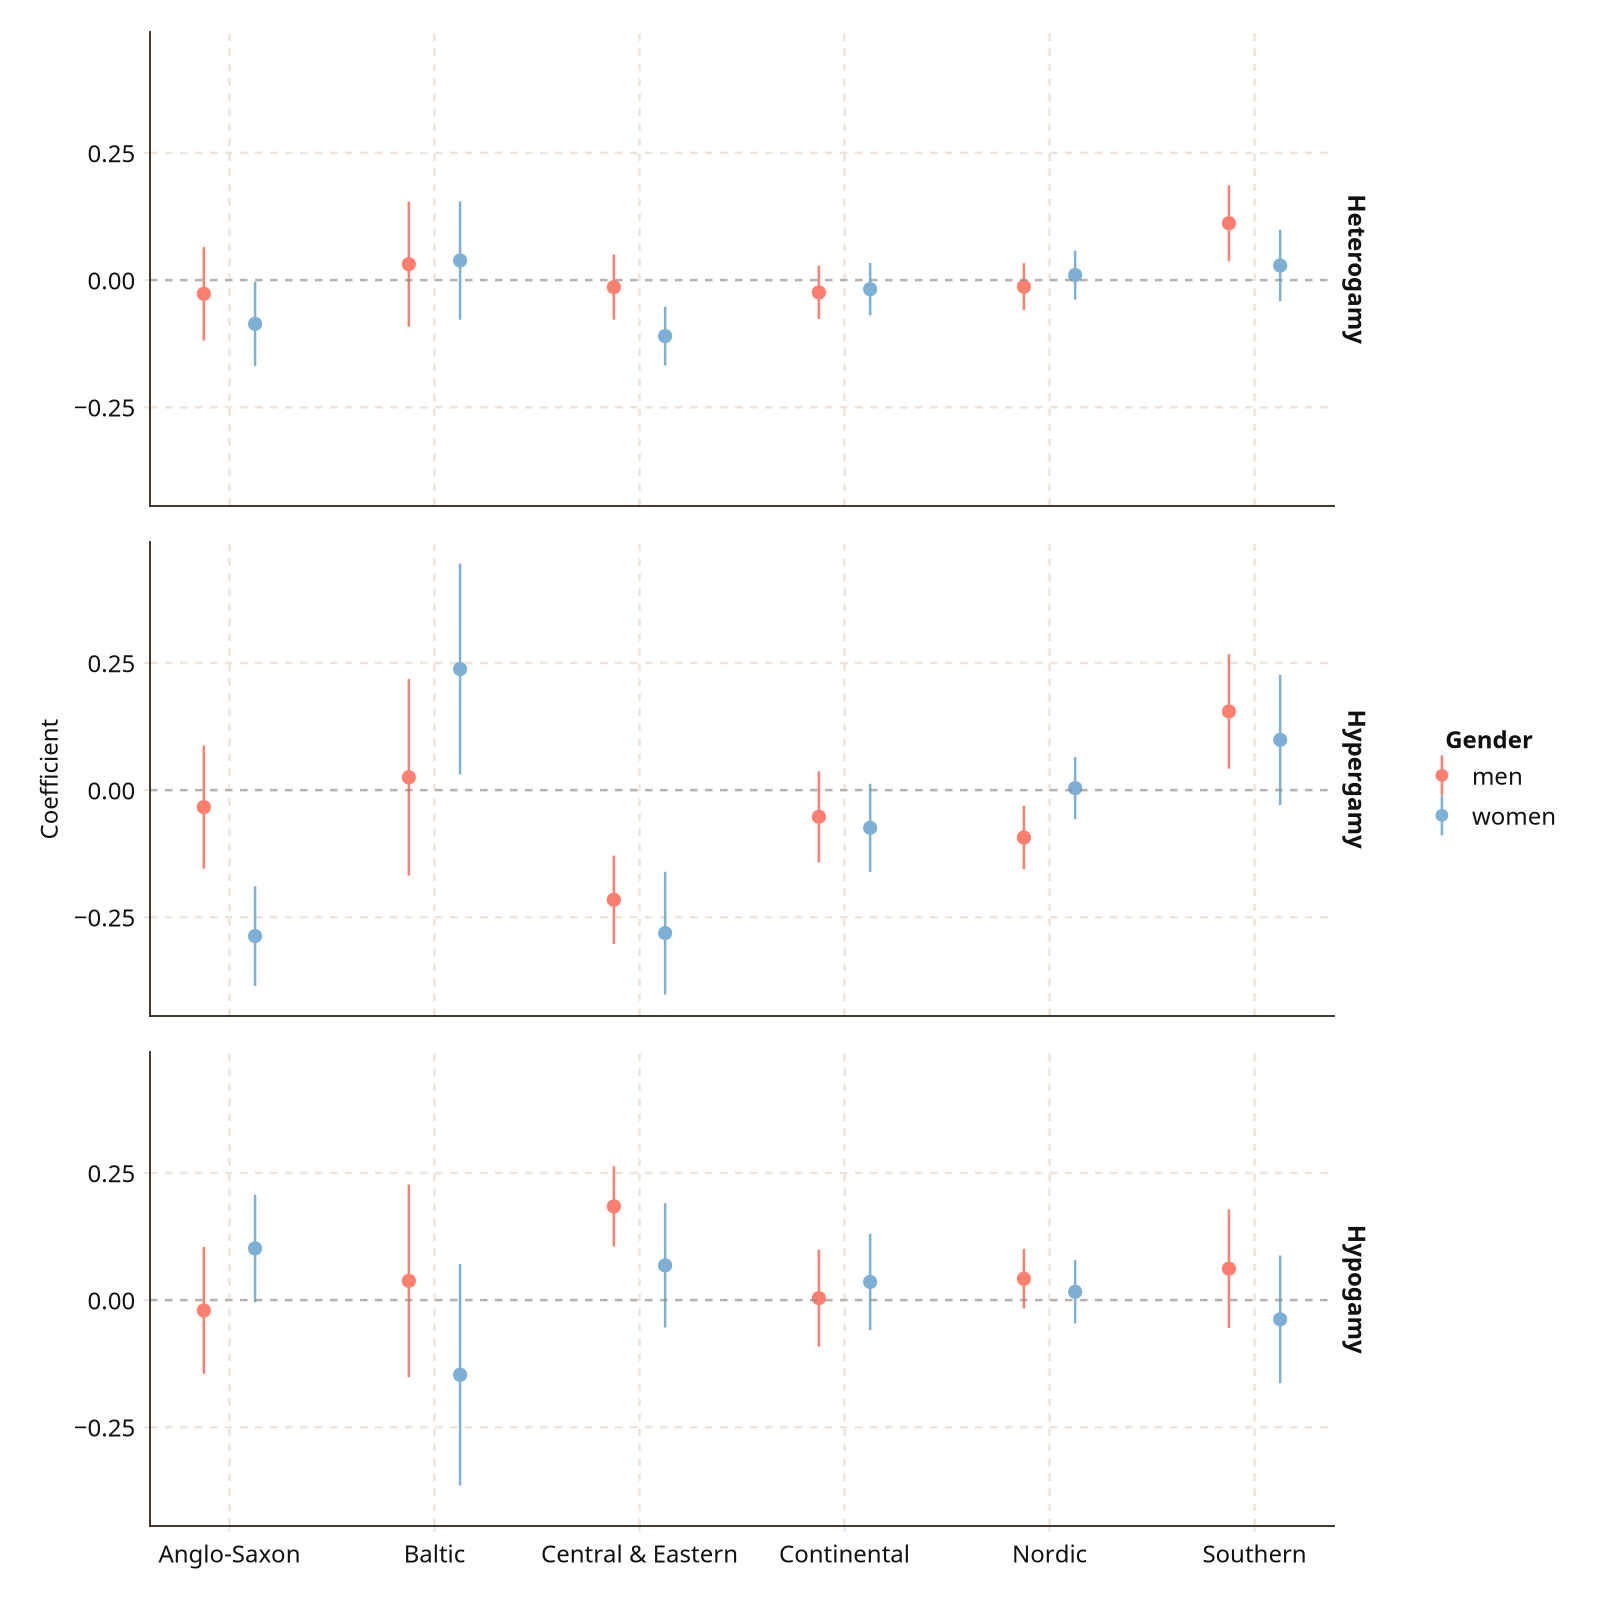 0.25
0.00
−0.25
Heterogamy
Coefficient
0.25
0.00
−0.25
Hypergamy
Gender
men
women
0.25
0.00
−0.25
Hypogamy
Anglo-Saxon Baltic Central & Eastern Continental Nordic Southern